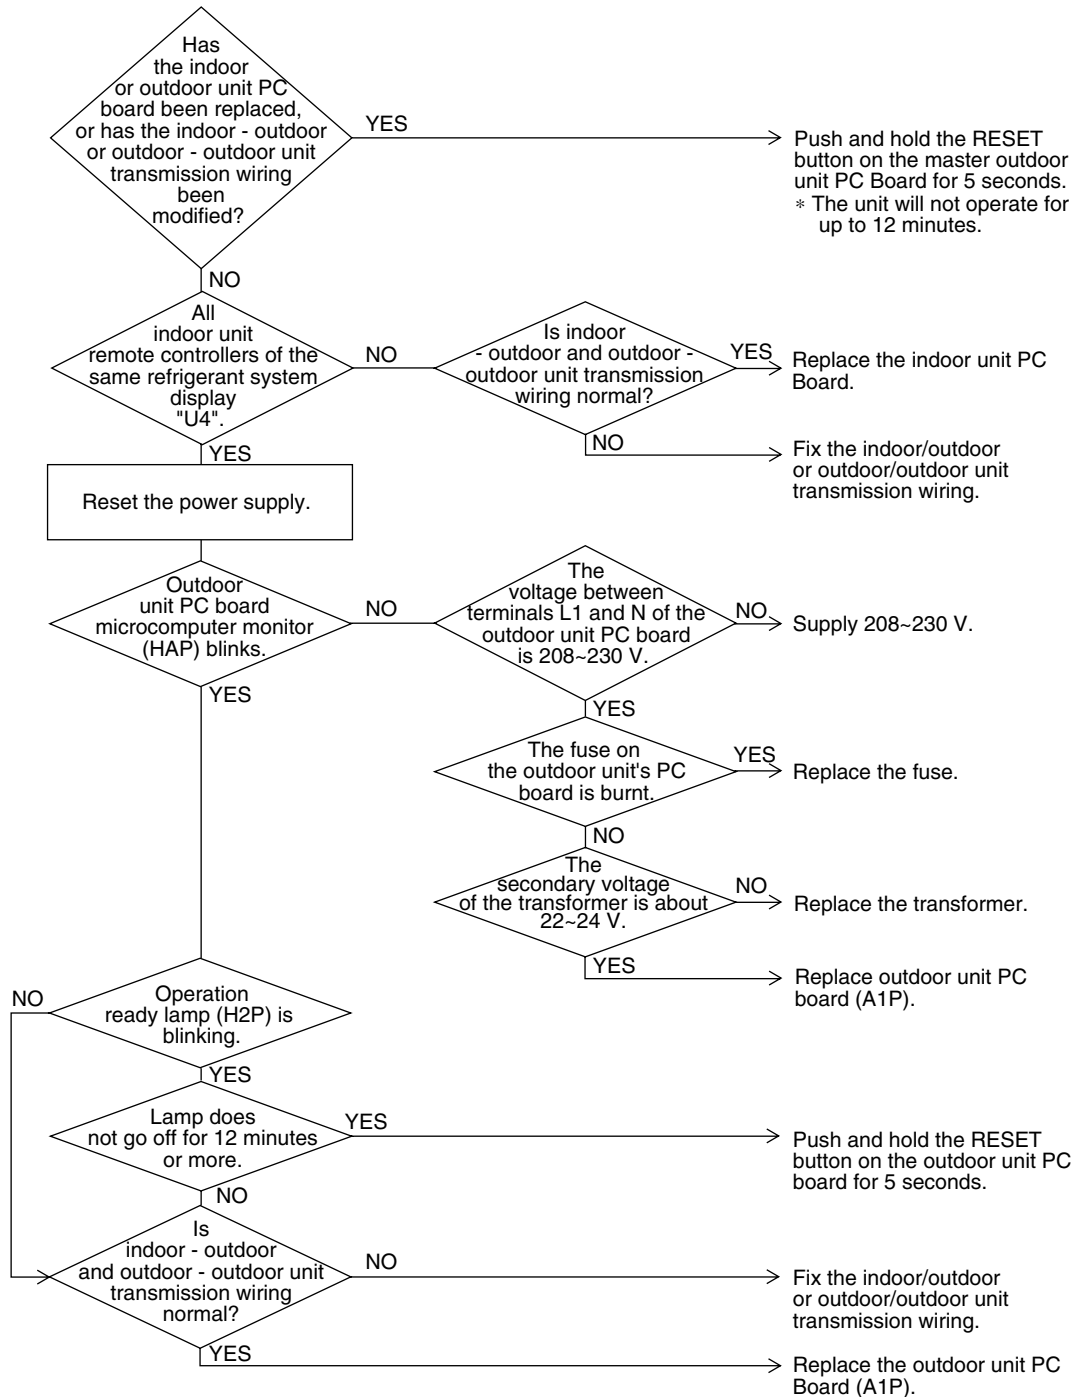 Has
the indoor
or outdoor unit PC
board been replaced,
or has the indoor - outdoor
or outdoor - outdoor unit
transmission wiring
been
modified?
YES
Push and hold the RESET
button on the master outdoor
unit PC Board for 5 seconds.
* The unit will not operate for
up to 12 minutes.
NO
All
indoor unit
remote controllers of the
same refrigerant system
display
"U4".
NO
Is indoor
- outdoor and outdoor -
outdoor unit transmission
wiring normal?
YES
Replace the indoor unit PC
Board.
NO
Fix the indoor/outdoor
or outdoor/outdoor unit
transmission wiring.
YES
Reset the power supply.
Outdoor
unit PC board
microcomputer monitor
(HAP) blinks.
NO
The
voltage between
terminals L1 and N of the
outdoor unit PC board
is 208~230 V.
NO
Supply 208~230 V.
YES
YES
The fuse on
the outdoor unit's PC
board is burnt.
YES
Replace the fuse.
NO
The
secondary voltage
of the transformer is about
22~24 V.
NO
Replace the transformer.
YES
Replace outdoor unit PC
board (A1P).
NO
Operation
ready lamp (H2P) is
blinking.
YES
Lamp does
not go off for 12 minutes
or more.
YES
Push and hold the RESET
button on the outdoor unit PC
board for 5 seconds.
NO
Is
indoor - outdoor
and outdoor - outdoor unit
transmission wiring
normal?
NO
Fix the indoor/outdoor
or outdoor/outdoor unit
transmission wiring.
YES
Replace the outdoor unit PC
Board (A1P).